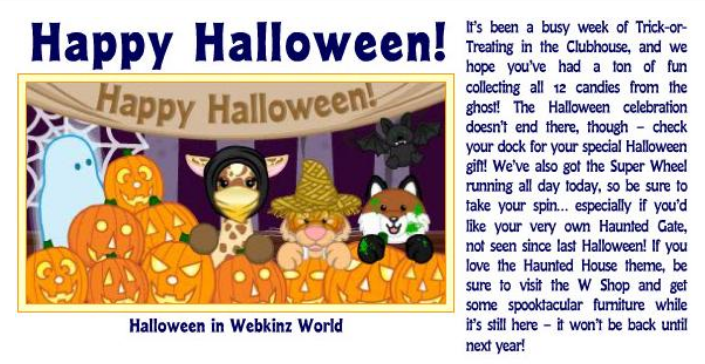 Happy Halloween!
Happy Halloween!
Halloween in Webkinz World
It's been a busy week of Trick-or-
Treating in the Clubhouse, and we
hope you've had a ton of fun
collecting all 12 candies from the
ghost! The Halloween celebration
doesn't end there, though – check
your dock for your special Halloween
gift! We've also got the Super Wheel
running all day today, so be sure to
take your spin... especially if you'd
like your very own Haunted Gate,
not seen since last Halloween! If you
love the Haunted House theme, be
sure to visit the W Shop and get
some spooktacular furniture while
it's still here – it won't be back until
next year!